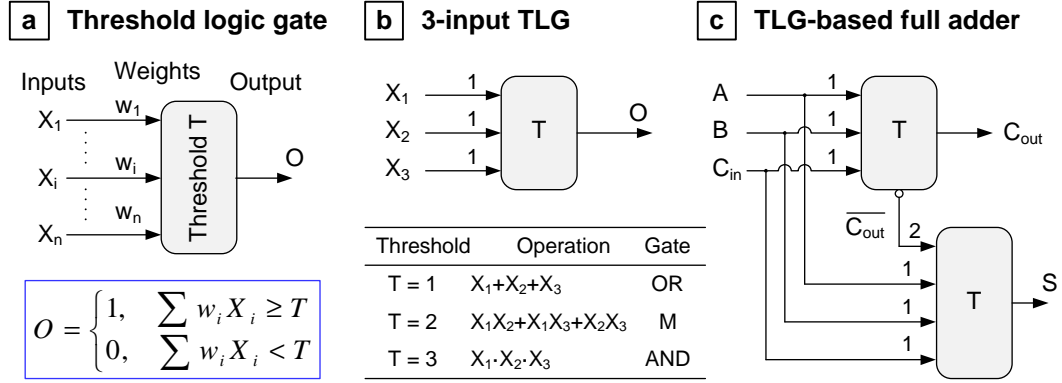 a Threshold logic gate
Inputs Weights Output
X1 w1
Xi wi
Xn wn
Threshold T
O
O = { 1, ∑ wiXi ≥ T
0, ∑ wiXi < T
b 3-input TLG
X1 1
X2 1
X3 1
T
O
Threshold Operation Gate
T = 1 X1+X2+X3 OR
T = 2 X1X2+X1X3+X2X3 M
T = 3 X1·X2·X3 AND
c TLG-based full adder
A 1
B 1
Cin 1
T
Cout
C̅o̅u̅t̅ 2
1
1
1
T
S